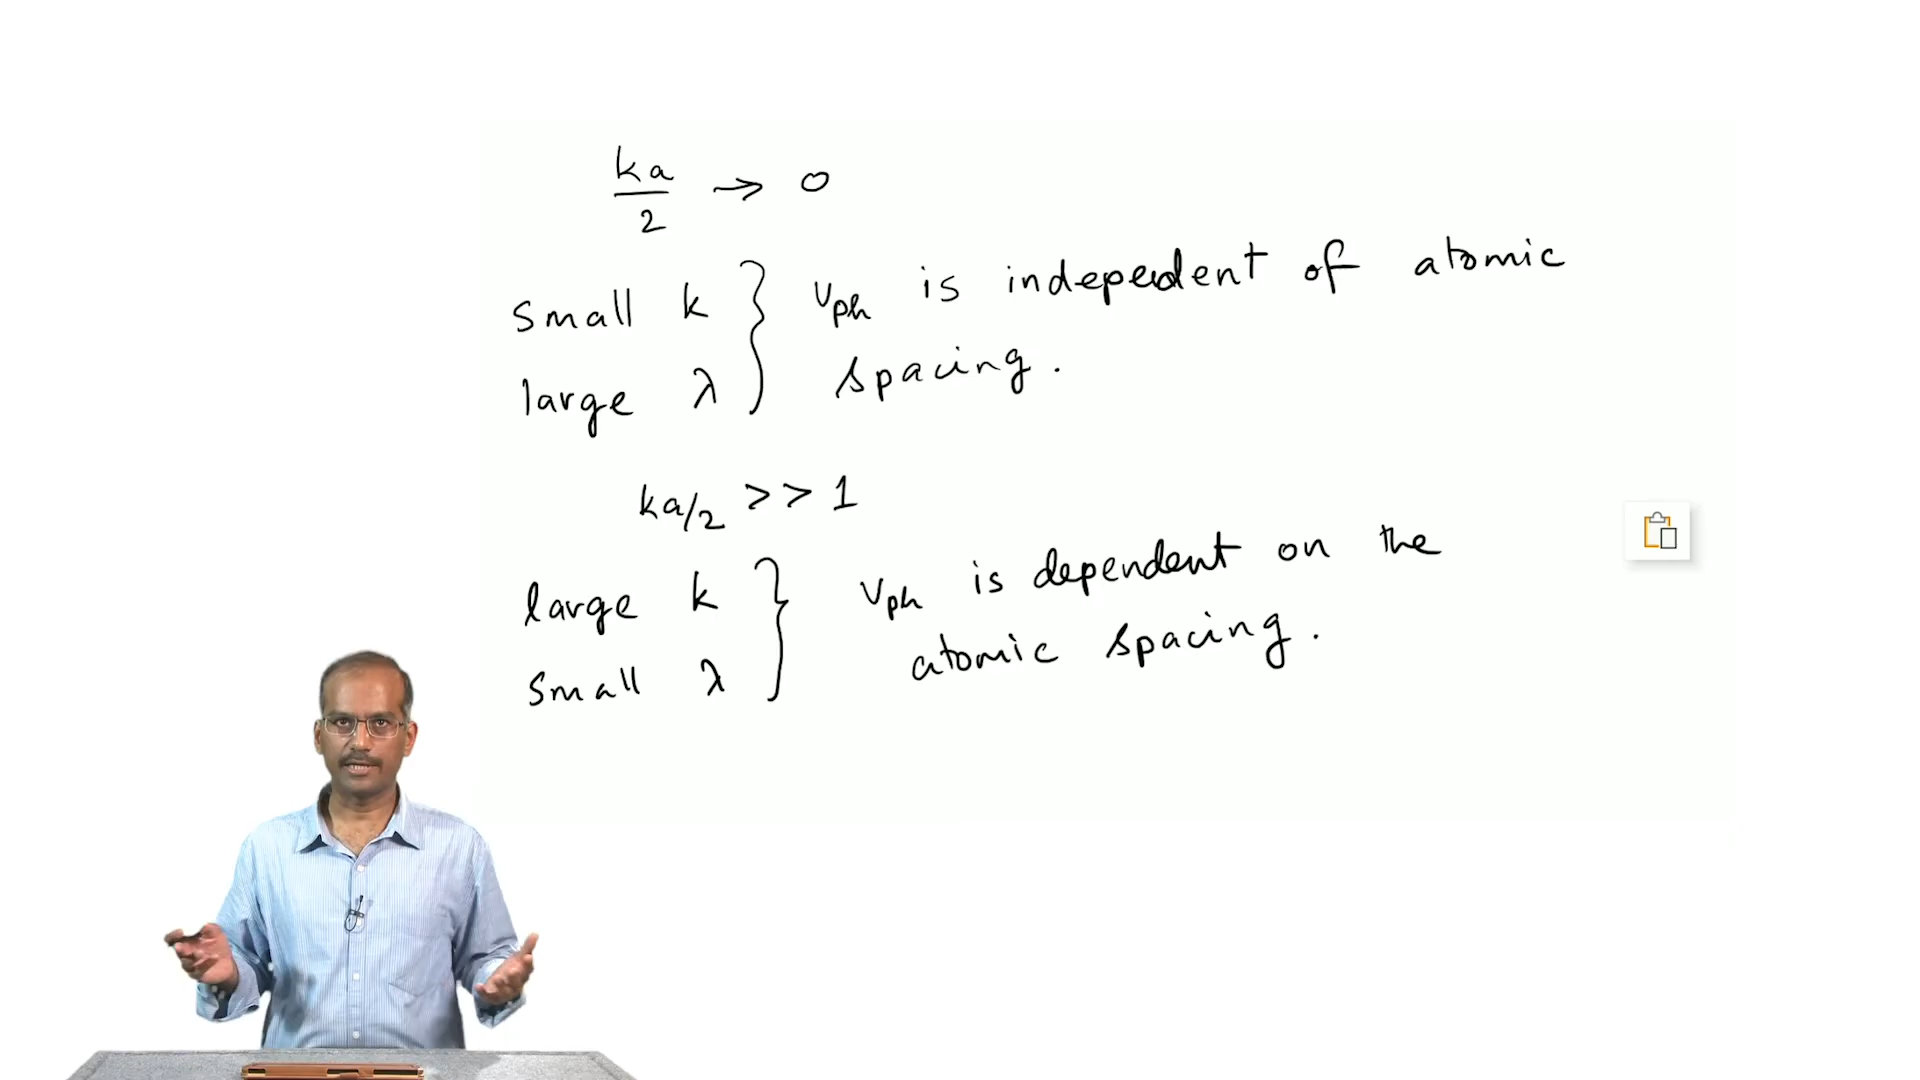 ka/2 → 0
small k } vph is independent of atomic
large λ } spacing.
ka/2 >> 1
large k } vph is dependent on the
small λ } atomic spacing.